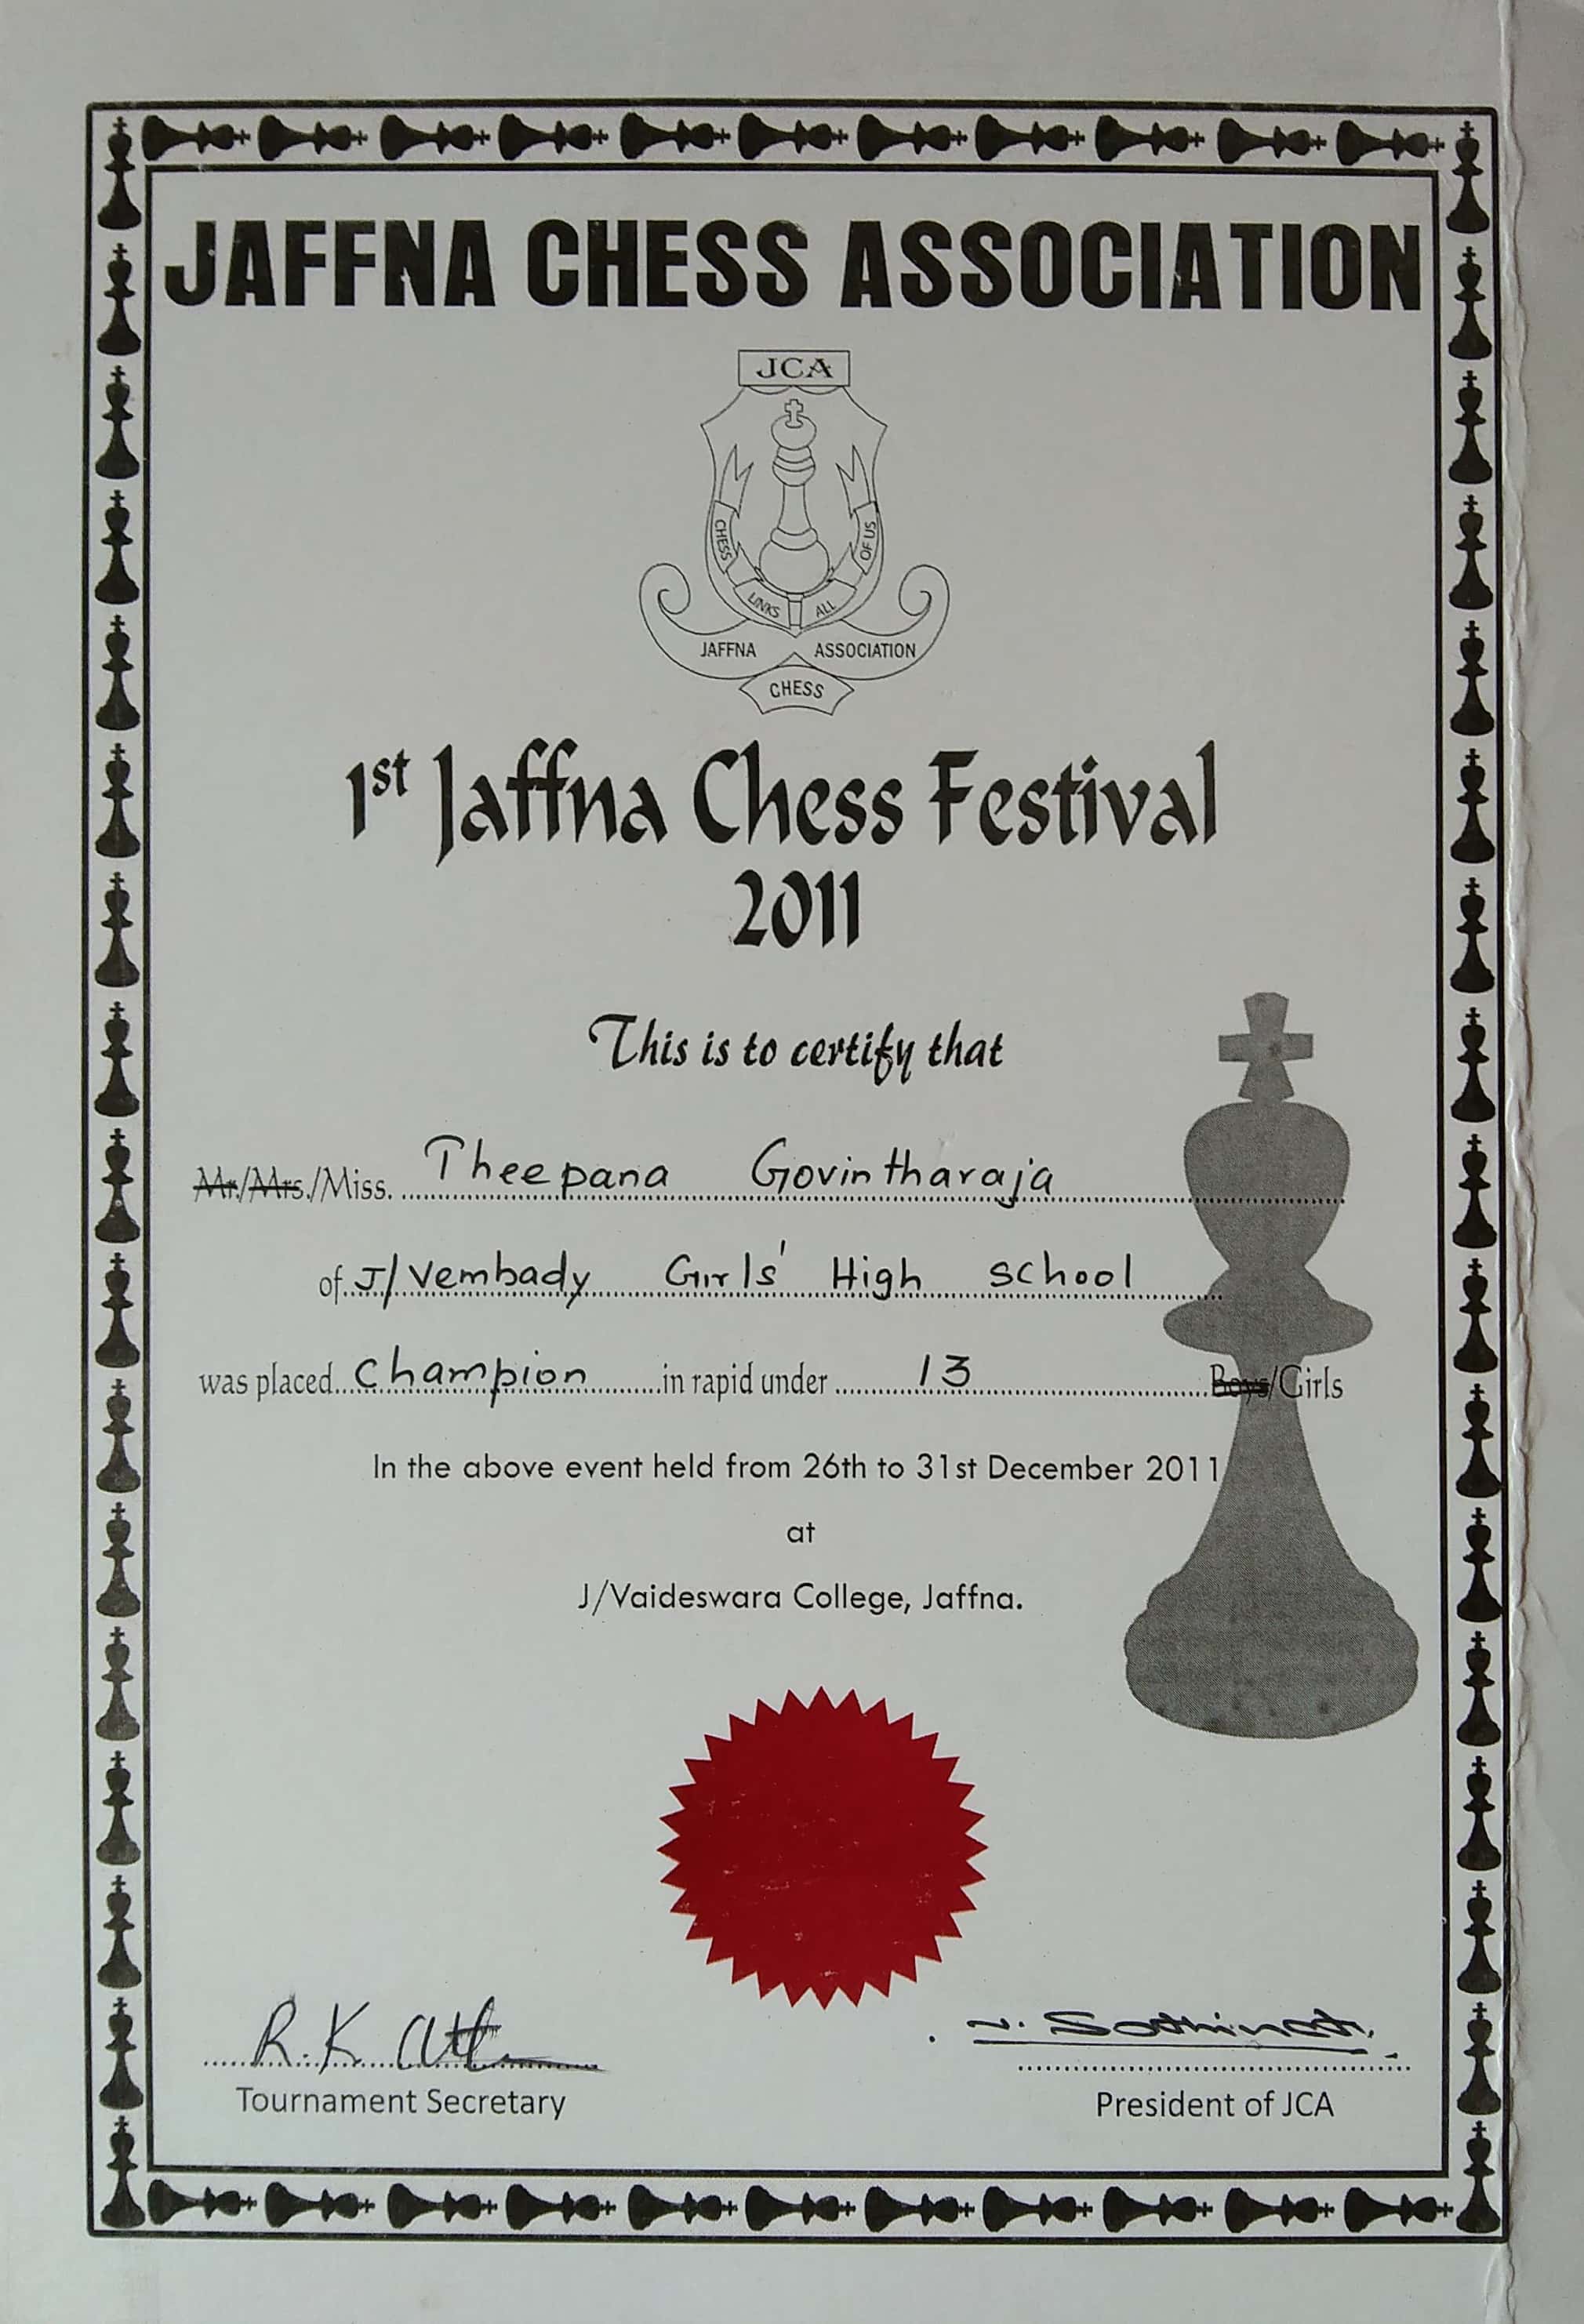 JAFFNA CHESS ASSOCIATION
JCA
CHESS LINKS ALL OF US
JAFFNA ASSOCIATION
CHESS
1st Jaffna Chess Festival
2011
This is to certify that
Mr/Mrs./Miss. Theepana Govintharaja
of J/Vembady Girls' High school
was placed champion in rapid under 13 Boys/Girls
In the above event held from 26th to 31st December 2011
at
J/Vaideswara College, Jaffna.
R.K.
Tournament Secretary
President of JCA